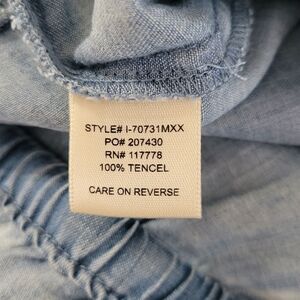 STYLE# I-70731MXX
PO# 207430
RN# 117778
100% TENCEL
CARE ON REVERSE